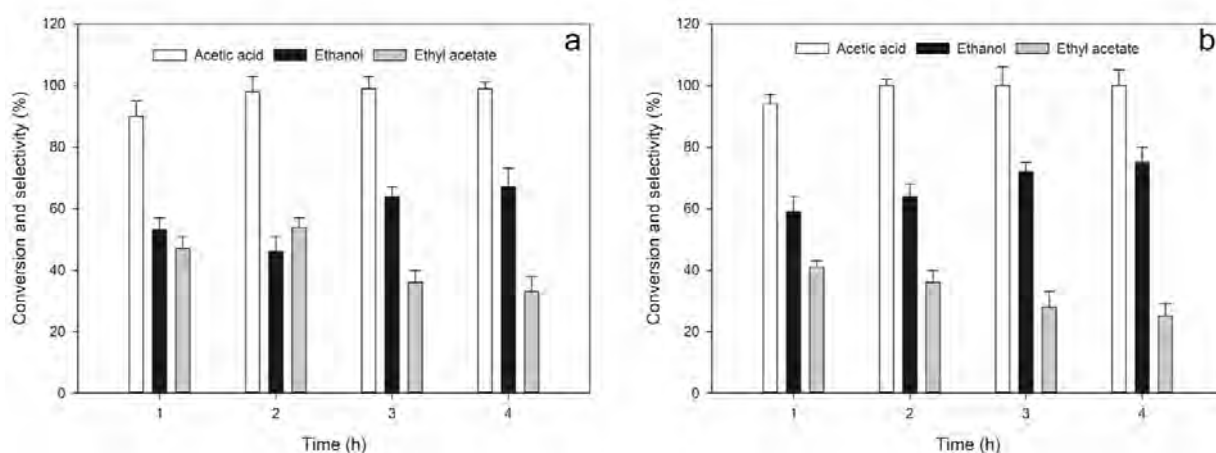 120
100
80
60
40
20
0
Conversion and selectivity (%)
Acetic acid Ethanol Ethyl acetate
a
1 2 3 4
Time (h)
120
100
80
60
40
20
0
Conversion and selectivity (%)
Acetic acid Ethanol Ethyl acetate
b
1 2 3 4
Time (h)